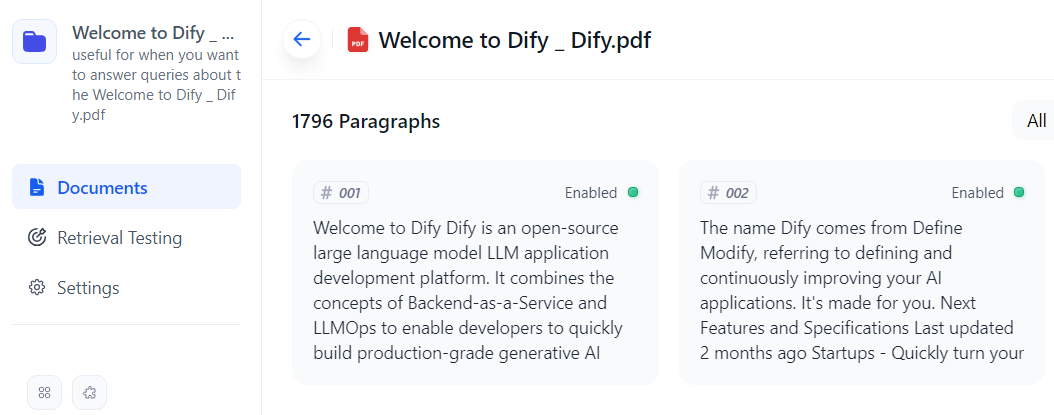 Welcome to Dify _ ...
useful for when you want
to answer queries about t
he Welcome to Dify _ Dif
y.pdf
Documents
Retrieval Testing
Settings
PDF
Welcome to Dify _ Dify.pdf
1796 Paragraphs
All
# 001
Enabled
Welcome to Dify Dify is an open-source
large language model LLM application
development platform. It combines the
concepts of Backend-as-a-Service and
LLMOps to enable developers to quickly
build production-grade generative AI
# 002
Enabled
The name Dify comes from Define
Modify, referring to defining and
continuously improving your AI
applications. It's made for you. Next
Features and Specifications Last updated
2 months ago Startups - Quickly turn your